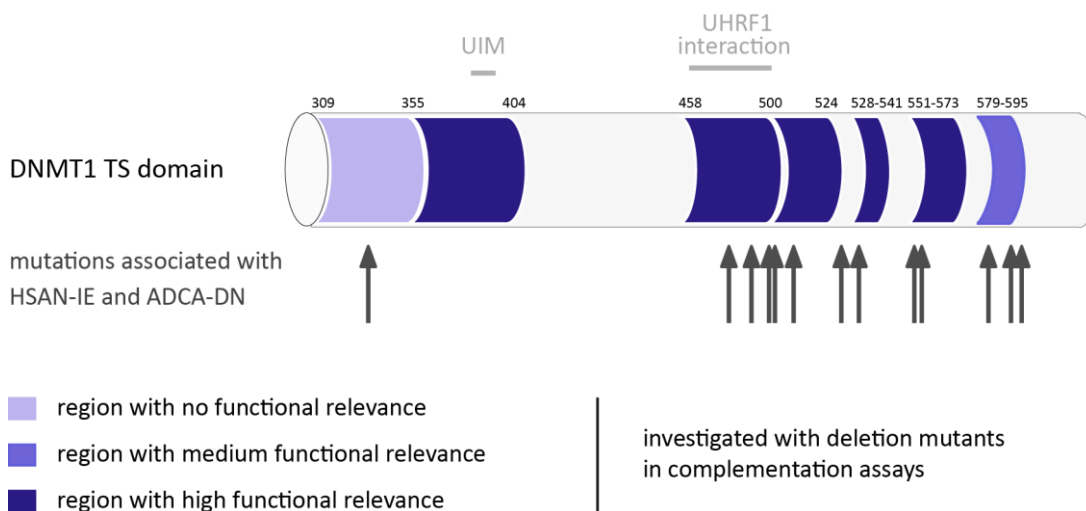 UHRF1
UIM interaction
309 355 404 458 500 524 528-541 551-573 579-595
DNMT1 TS domain
mutations associated with
HSAN-IE and ADCA-DN
region with no functional relevance
region with medium functional relevance
region with high functional relevance
investigated with deletion mutants
in complementation assays